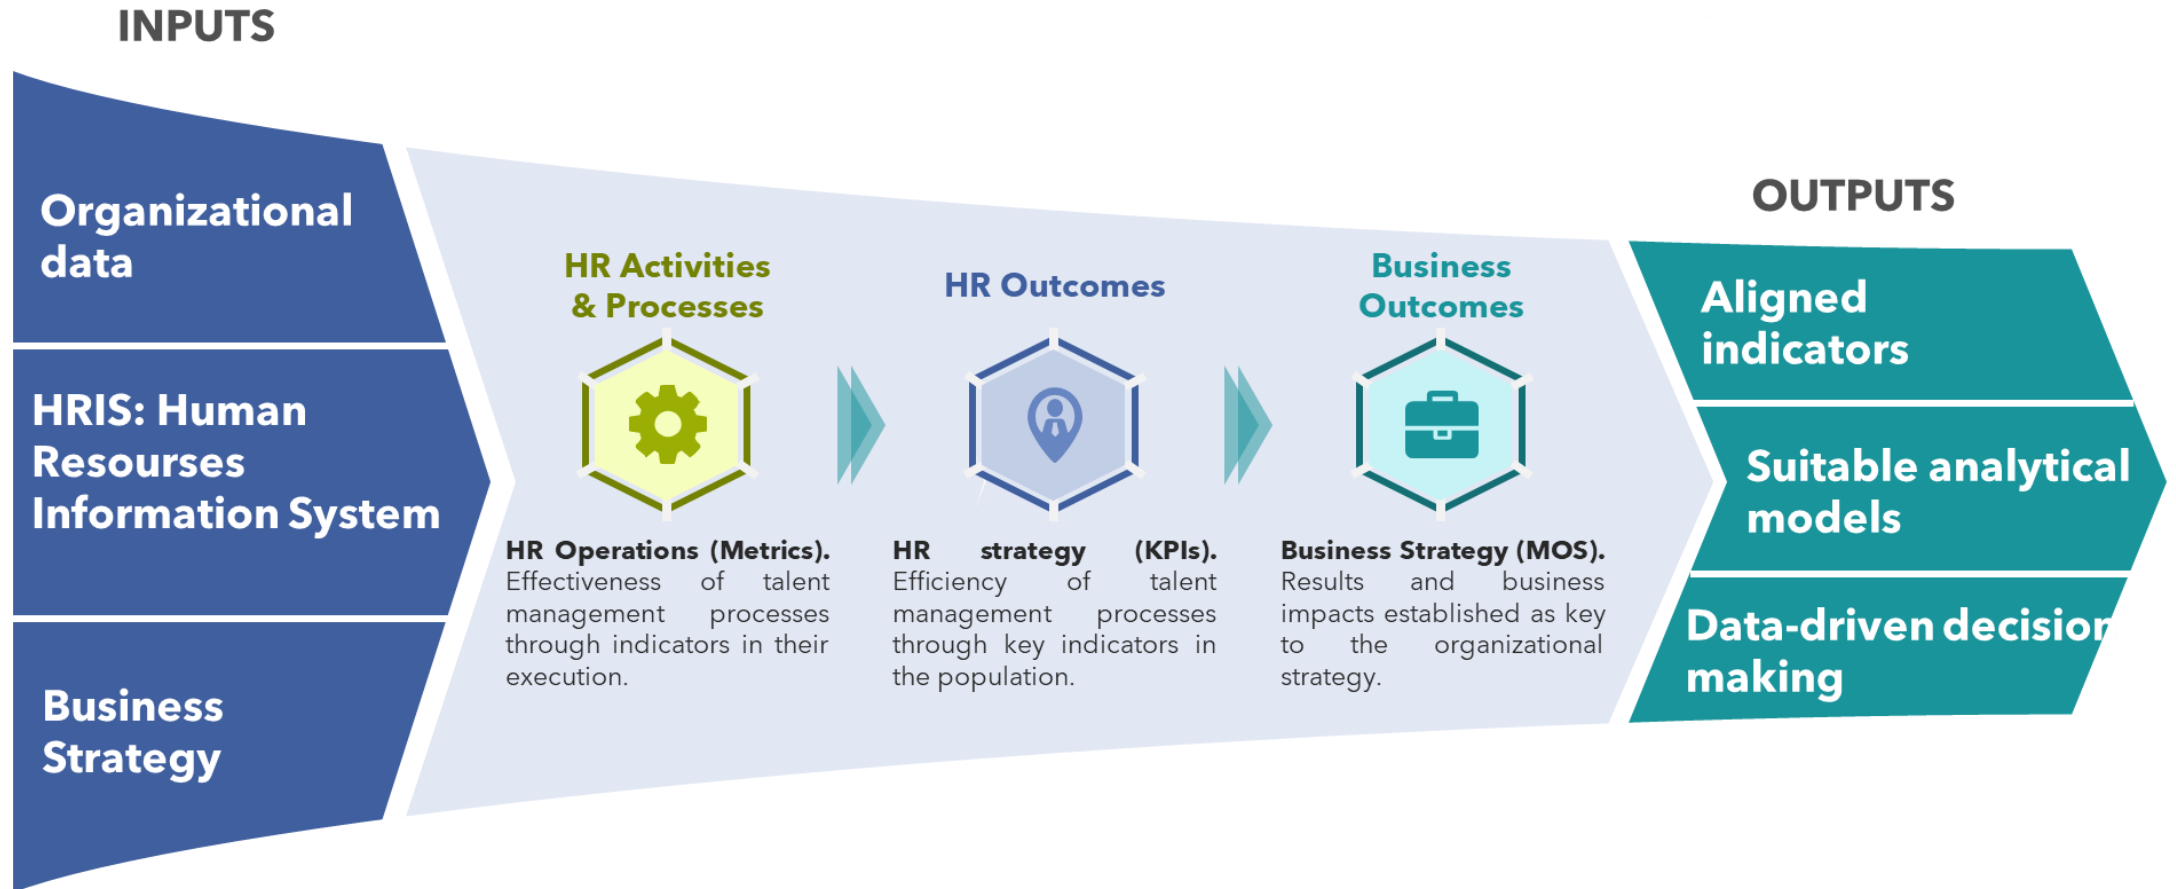 INPUTS
Organizational
data
HRIS: Human
Resourses
Information System
Business
Strategy
HR Activities
& Processes
HR Operations (Metrics).
Effectiveness of talent
management processes
through indicators in their
execution.
HR Outcomes
HR strategy (KPIs).
Efficiency of talent
management processes
through key indicators in
the population.
Business
Outcomes
Business Strategy (MOS).
Results and business
impacts established as key
to the organizational
strategy.
OUTPUTS
Aligned
indicators
Suitable analytical
models
Data-driven decision
making